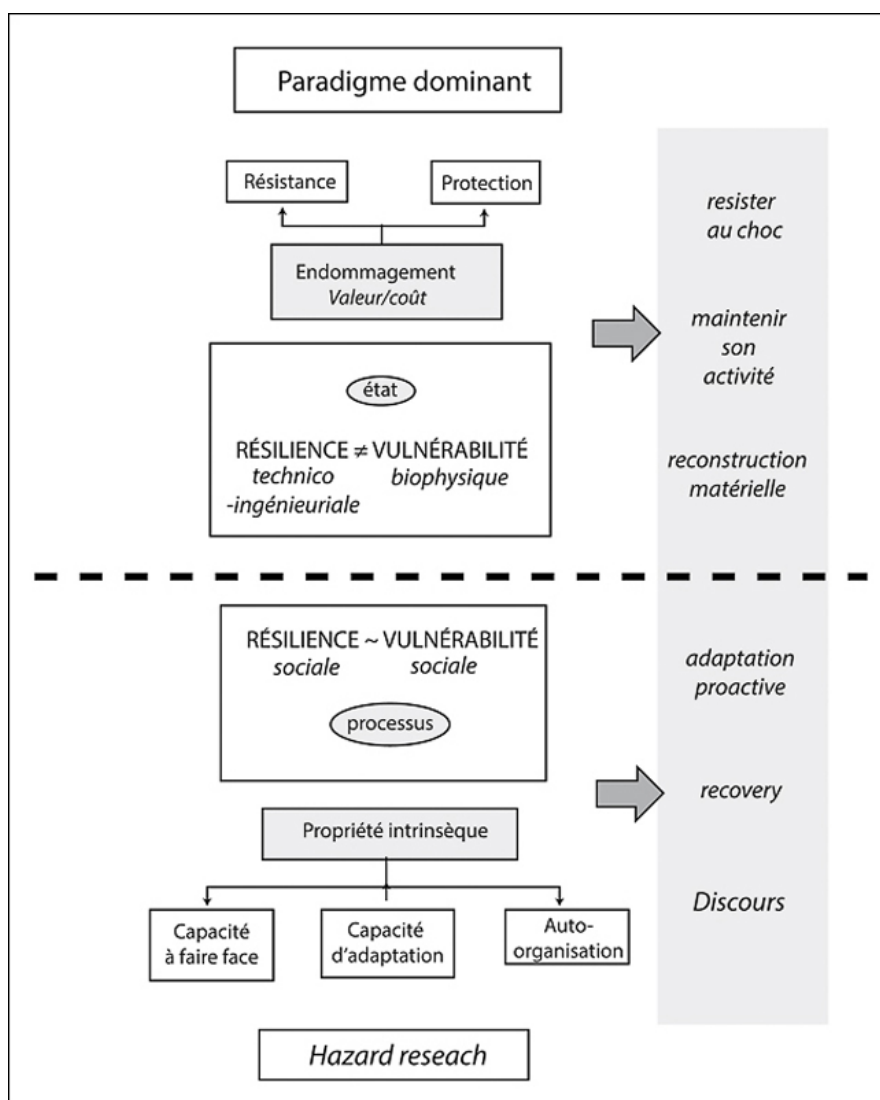 Paradigme dominant
Résistance
Protection
Endommagement
Valeur/coût
état
RÉSILIENCE ≠ VULNÉRABILITÉ
technico biophysique
-ingénieuriale
resister
au choc
maintenir
son
activité
reconstruction
matérielle
RÉSILIENCE ~ VULNÉRABILITÉ
sociale sociale
processus
Propriété intrinsèque
Capacité
à faire face
Capacité
d'adaptation
Auto-
organisation
Hazard reseach
adaptation
proactive
recovery
Discours